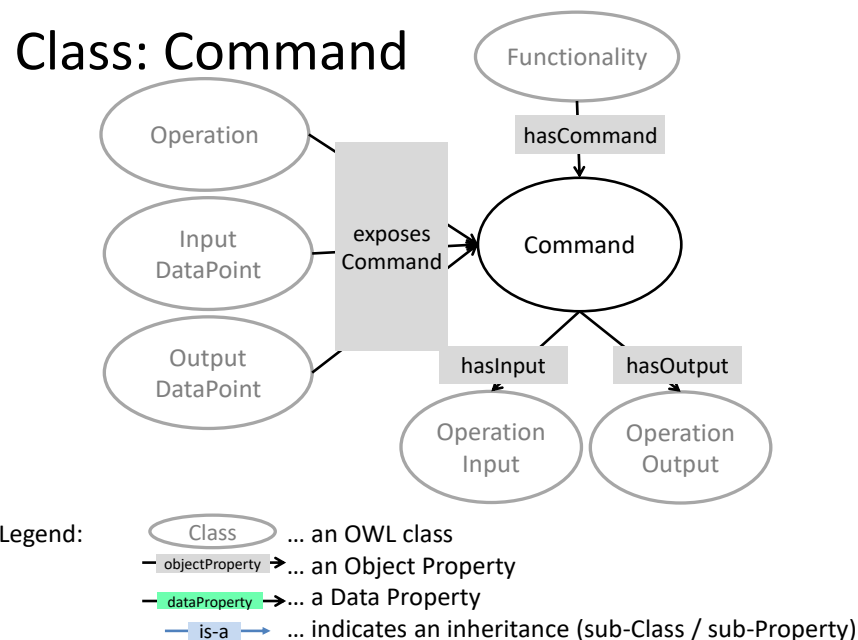 Class: Command
Functionality
Operation
hasCommand
Input
DataPoint
exposes
Command
Command
Output
DataPoint
hasInput
hasOutput
Operation
Input
Operation
Output
Legend:
Class
... an OWL class
objectProperty
... an Object Property
dataProperty
... a Data Property
is-a
... indicates an inheritance (sub-Class / sub-Property)